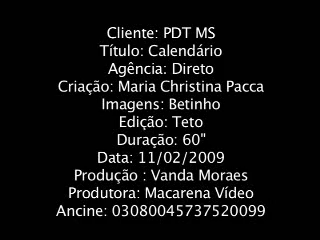 Cliente: PDT MS
Título: Calendário
Agência: Direto
Criação: Maria Christina Pacca
Imagens: Betinho
Edição: Teto
Duração: 60"
Data: 11/02/2009
Produção : Vanda Moraes
Produtora: Macarena Vídeo
Ancine: 03080045737520099